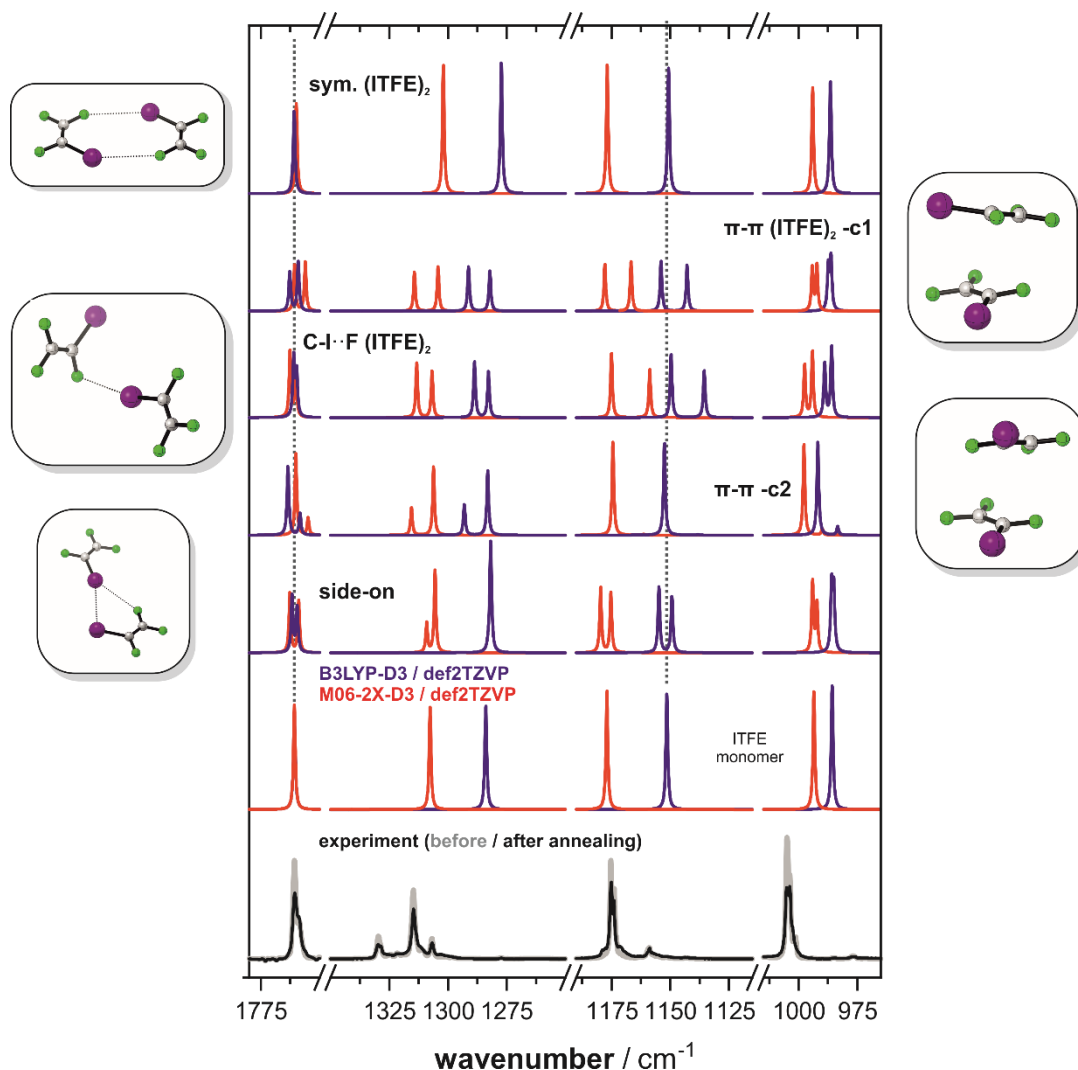 sym. (ITFE)₂
π-π (ITFE)₂ -c1
C-I··F (ITFE)₂
π-π -c2
side-on
B3LYP-D3 / def2TZVP
M06-2X-D3 / def2TZVP
ITFE
monomer
experiment (before / after annealing)
1775 1325 1300 1275 1175 1150 1125 1000 975
wavenumber / cm⁻¹